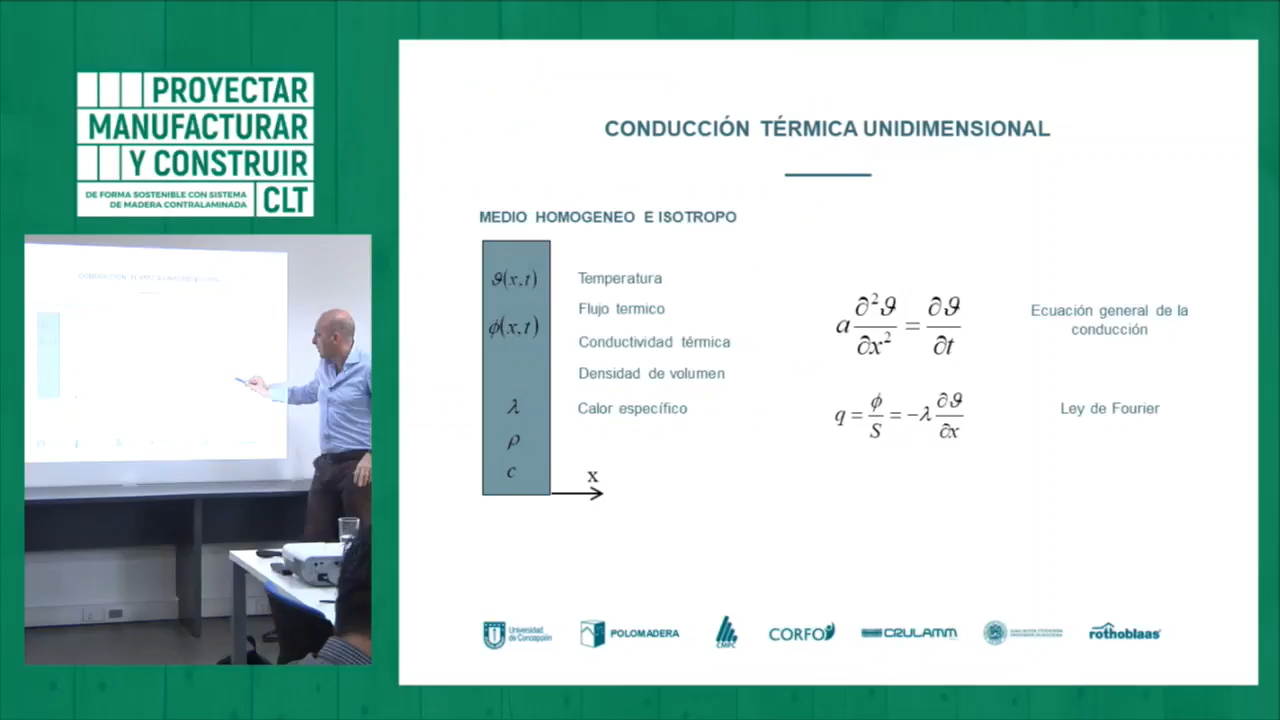 PROYECTAR
MANUFACTURAR
Y CONSTRUIR
DE FORMA SOSTENIBLE CON SISTEMA
DE MADERA CONTRALAMINADA
CLT
CONDUCCIÓN TÉRMICA UNIDIMENSIONAL
MEDIO HOMOGENEO E ISOTROPO
ϑ(x,t) Temperatura
Flujo termico
ϕ(x,t)
Conductividad térmica
Densidad de volumen
λ Calor específico
ρ
c
x
a ∂²ϑ/∂x² = ∂ϑ/∂t
Ecuación general de la
conducción
q = ϕ/S = −λ ∂ϑ/∂x
Ley de Fourier
Universidad
de Concepción
POLOMADERA
CMPC
CORFO
CRULAMM
rothoblaas